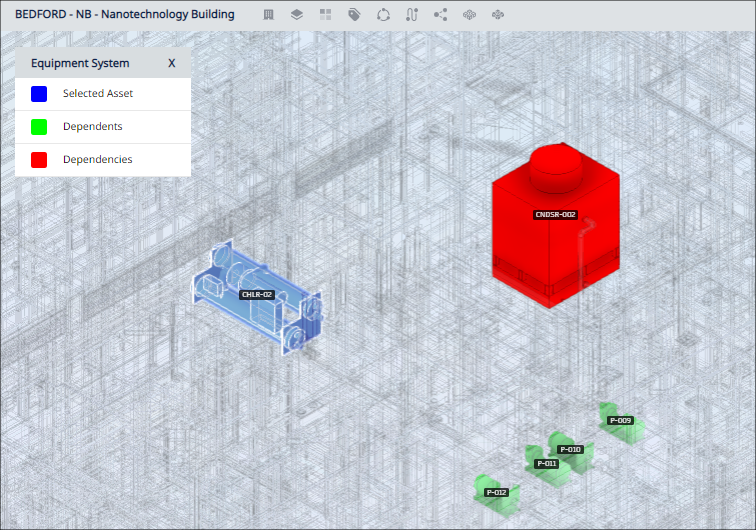 BEDFORD - NB - Nanotechnology Building
Equipment System X
Selected Asset
Dependents
Dependencies
CNDSR-002
CHLR-02
P-009
P-010
P-011
P-012